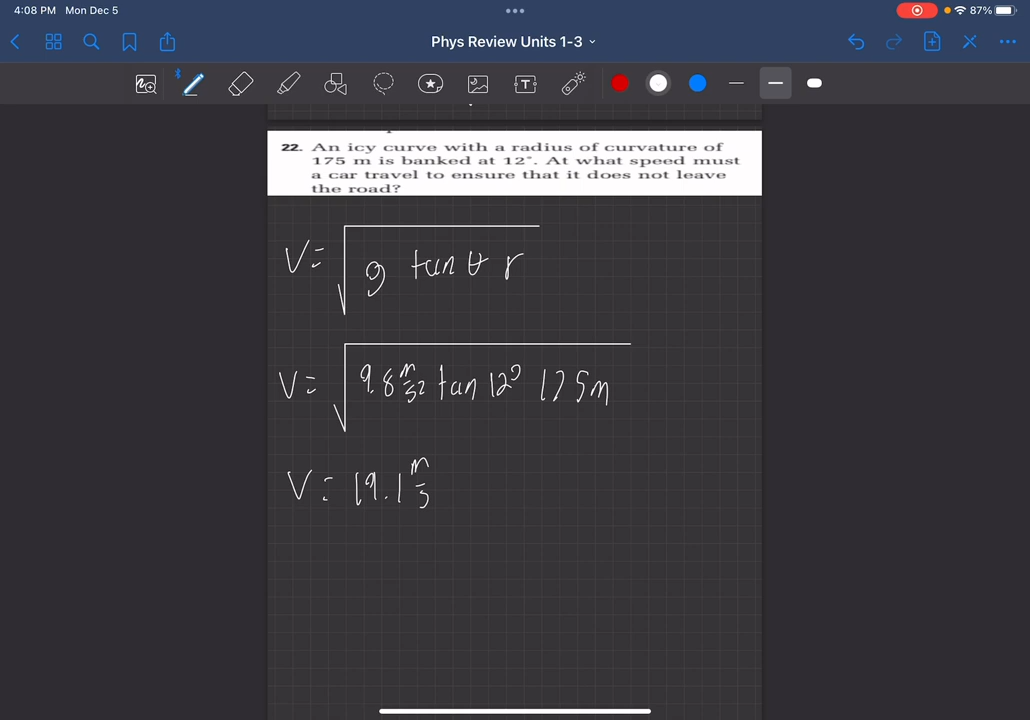 4:08 PM Mon Dec 5
87%
Phys Review Units 1-3
T
22. An icy curve with a radius of curvature of
175 m is banked at 12°. At what speed must
a car travel to ensure that it does not leave
the road?
V = √g tan θ r
V = √9.8 m/s² tan 12° 175m
V = 19.1 m/s